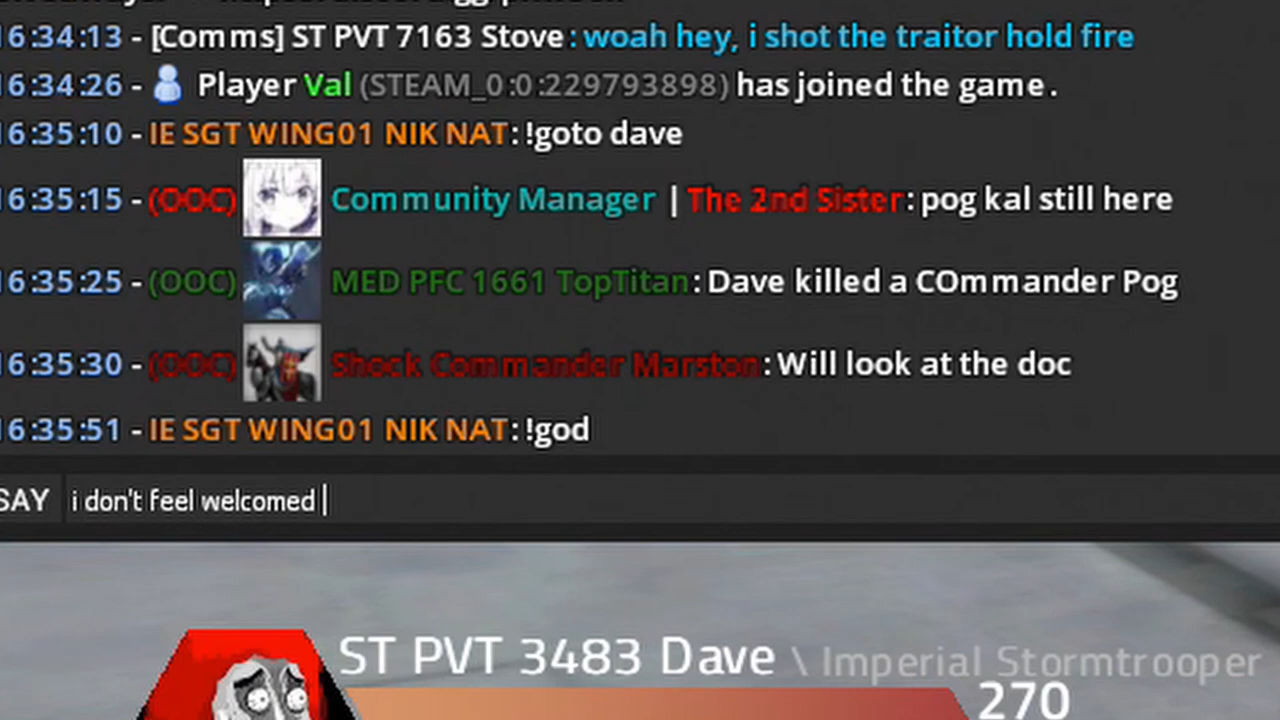 16:34:13 - [Comms] ST PVT 7163 Stove: woah hey, i shot the traitor hold fire
16:34:26 - Player Val (STEAM_0:0:229793898) has joined the game.
16:35:10 - IE SGT WING01 NIK NAT: !goto dave
16:35:15 - (OOC) Community Manager | The 2nd Sister: pog kal still here
16:35:25 - (OOC) MED PFC 1661 TopTitan: Dave killed a COmmander Pog
16:35:30 - (OOC) Shock Commander Marston: Will look at the doc
16:35:51 - IE SGT WING01 NIK NAT: !god
SAY i don't feel welcomed
ST PVT 3483 Dave \ Imperial Stormtrooper
270